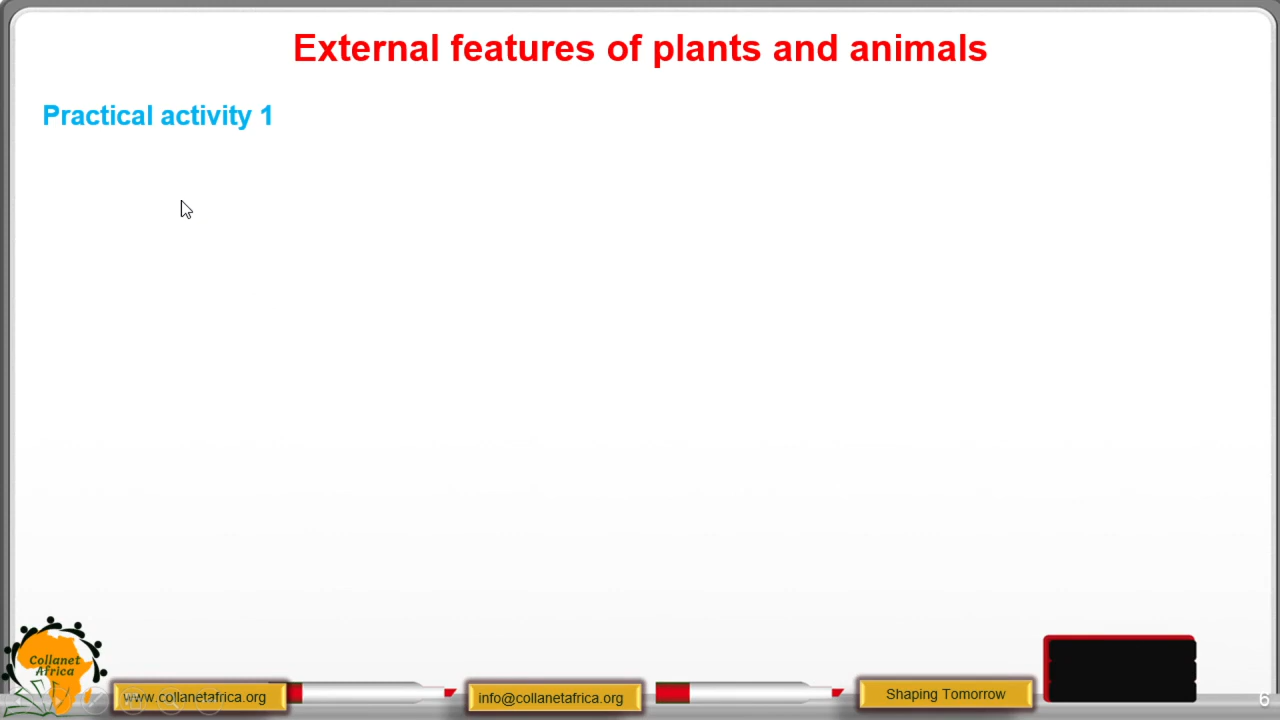 External features of plants and animals
Practical activity 1
Collanet
Africa
www.collanetafrica.org
info@collanetafrica.org
Shaping Tomorrow
6